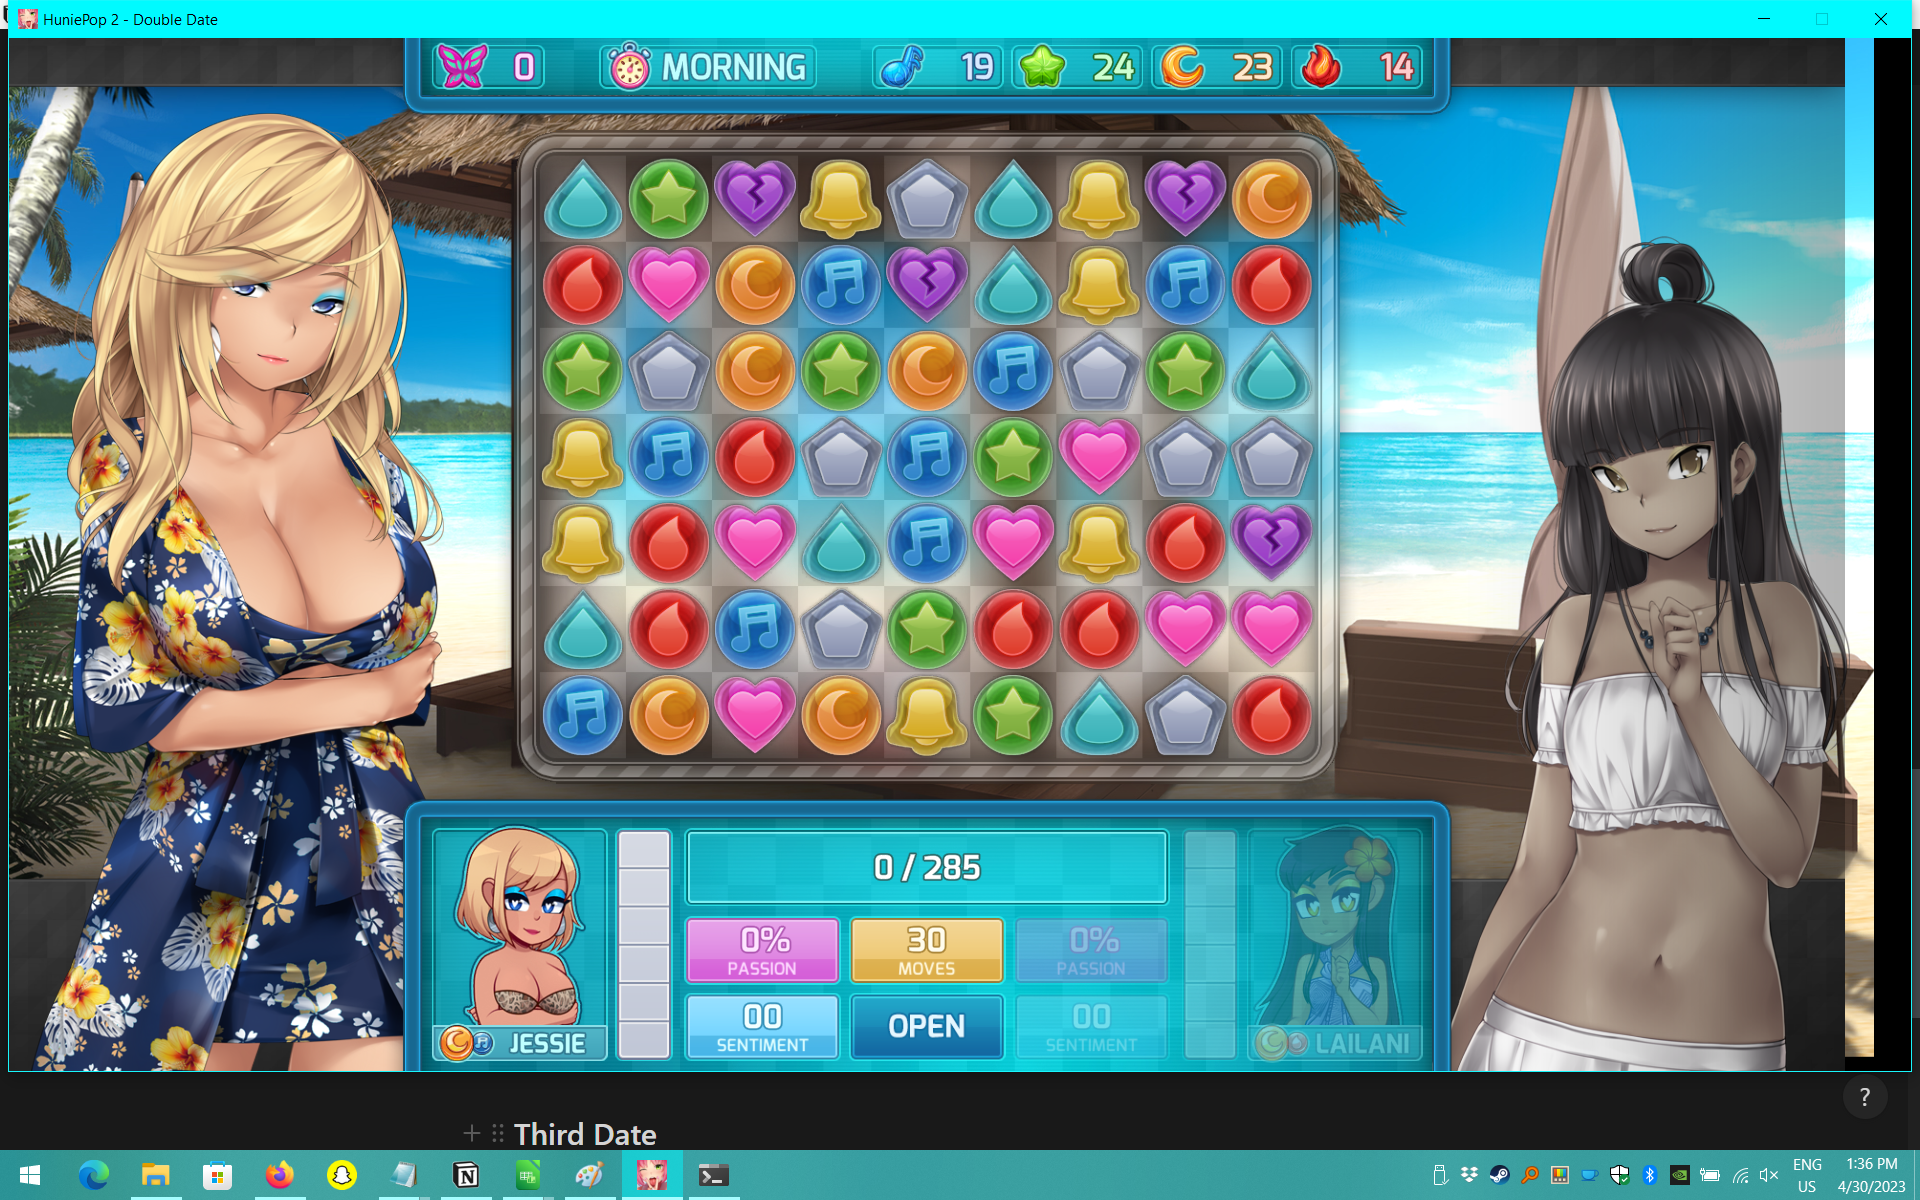 HuniePop 2 - Double Date
0 MORNING 19 24 23 14
0 / 285
0% PASSION
30 MOVES
0% PASSION
00 SENTIMENT
OPEN
00 SENTIMENT
JESSIE
LAILANI
?
Third Date
ENG
US
1:36 PM
4/30/2023